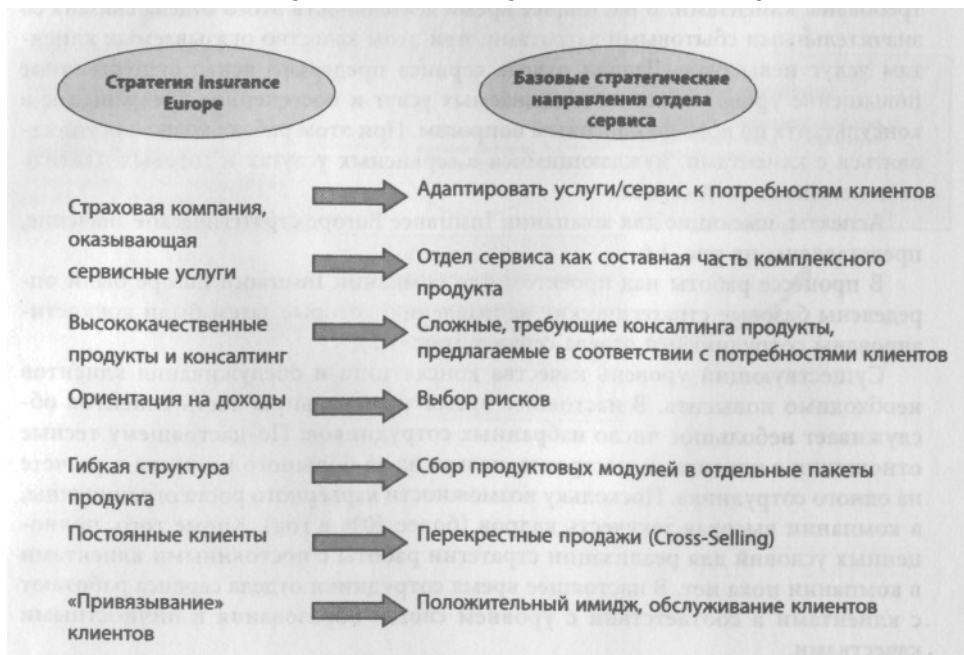 Стратегия Insurance
Europe
Базовые стратегические
направления отдела
сервиса
Страховая компания,
оказывающая
сервисные услуги
Адаптировать услуги/сервис к потребностям клиентов
Отдел сервиса как составная часть комплексного
продукта
Высококачественные
продукты и консалтинг
Сложные, требующие консалтинга продукты,
предлагаемые в соответствии с потребностями клиентов
Ориентация на доходы
Выбор рисков
Гибкая структура
продукта
Сбор продуктовых модулей в отдельные пакеты
Постоянные клиенты
Перекрестные продажи (Cross-Selling)
«Привязывание»
клиентов
Положительный имидж, обслуживание клиентов